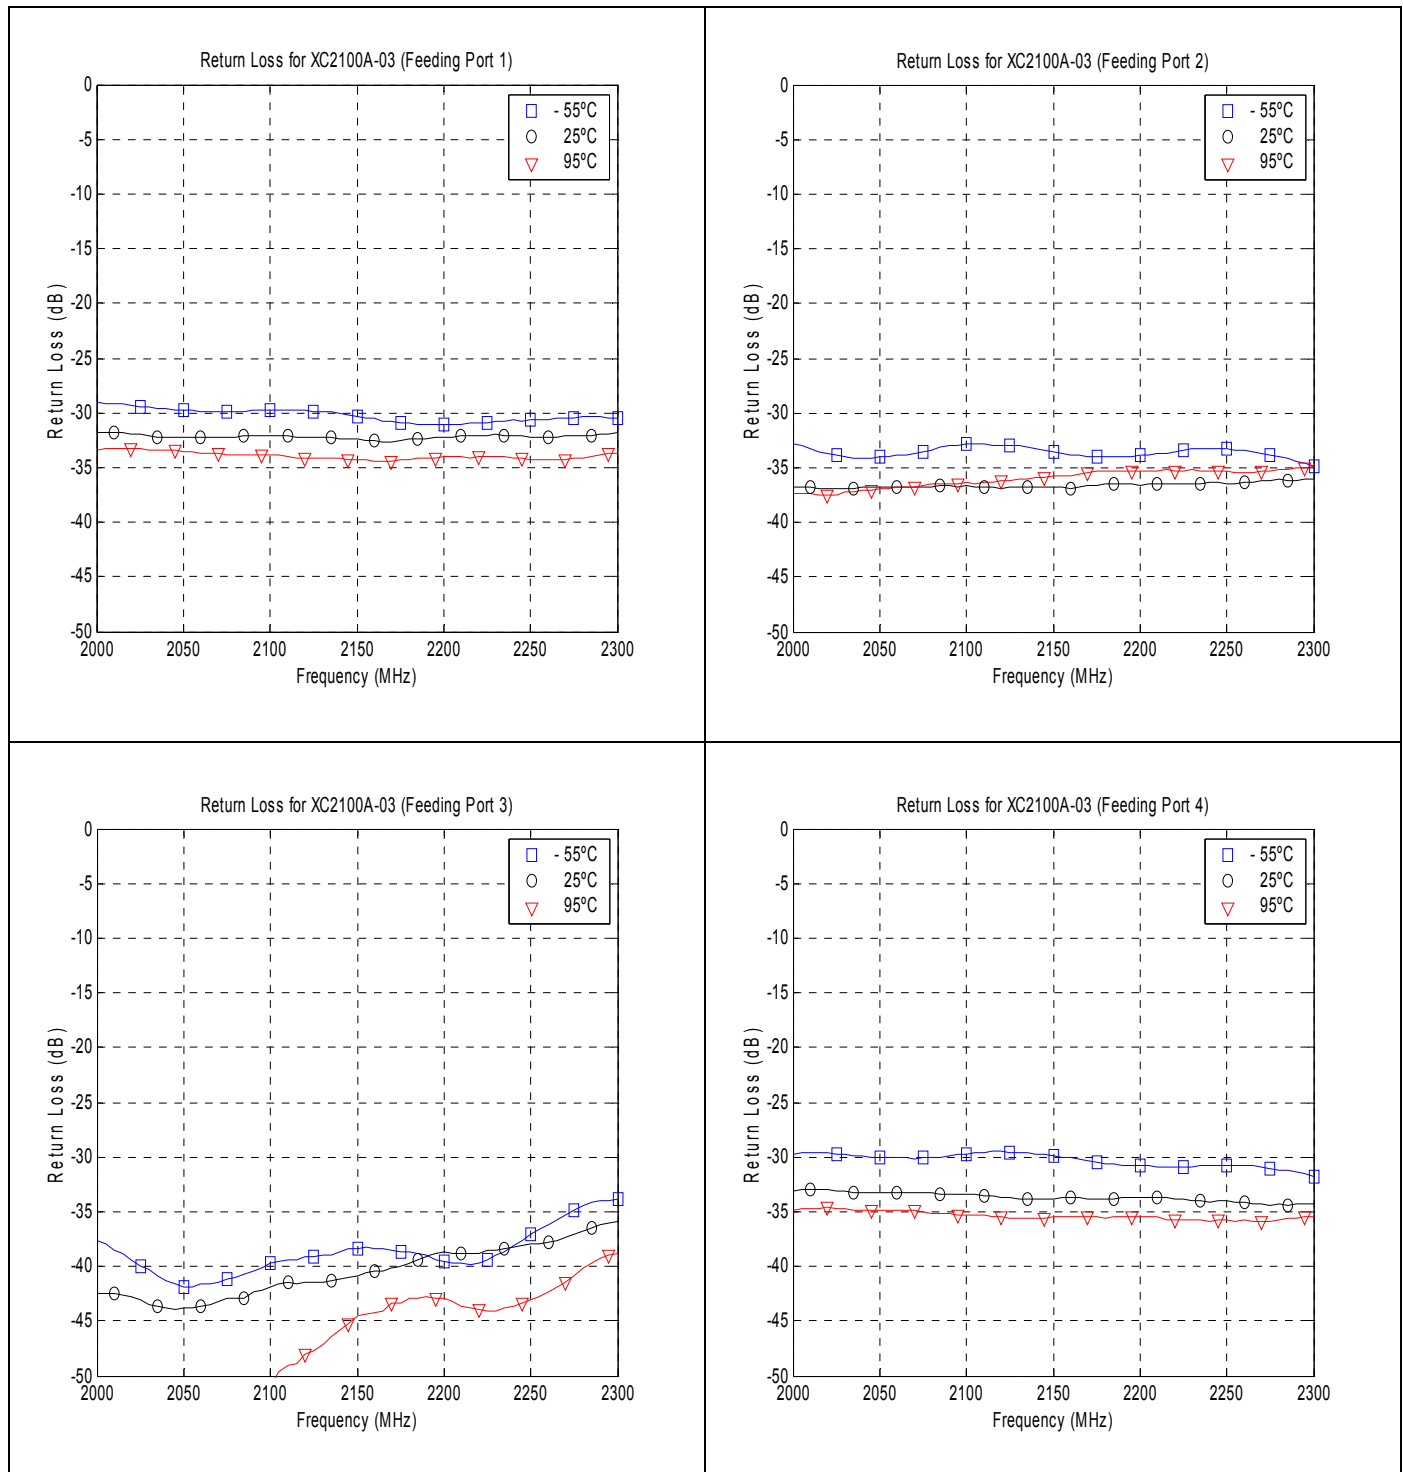 Return Loss for XC2100A-03 (Feeding Port 1)
0
-5
-10
-15
-20
-25
-30
-35
-40
-45
-50
Return Loss (dB)
- 55ºC
25ºC
95ºC
2000 2050 2100 2150 2200 2250 2300
Frequency (MHz)
Return Loss for XC2100A-03 (Feeding Port 2)
0
-5
-10
-15
-20
-25
-30
-35
-40
-45
-50
Return Loss (dB)
- 55ºC
25ºC
95ºC
2000 2050 2100 2150 2200 2250 2300
Frequency (MHz)
Return Loss for XC2100A-03 (Feeding Port 3)
0
-5
-10
-15
-20
-25
-30
-35
-40
-45
-50
Return Loss (dB)
- 55ºC
25ºC
95ºC
2000 2050 2100 2150 2200 2250 2300
Frequency (MHz)
Return Loss for XC2100A-03 (Feeding Port 4)
0
-5
-10
-15
-20
-25
-30
-35
-40
-45
-50
Return Loss (dB)
- 55ºC
25ºC
95ºC
2000 2050 2100 2150 2200 2250 2300
Frequency (MHz)